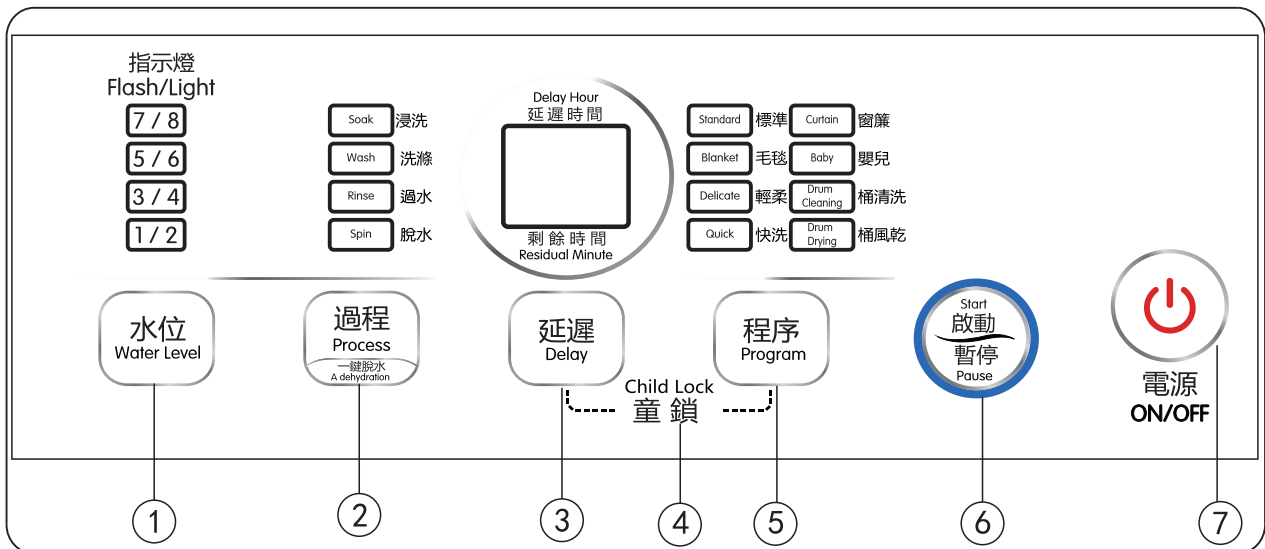 指示燈
Flash/Light
7 / 8
5 / 6
3 / 4
1 / 2
Soak 浸洗
Wash 洗滌
Rinse 過水
Spin 脫水
Delay Hour
延遲時間
剩餘時間
Residual Minute
Standard 標準 Curtain 窗簾
Blanket 毛毯 Baby 嬰兒
Delicate 輕柔 Drum Cleaning 桶清洗
Quick 快洗 Drum Drying 桶風乾
水位
Water Level
過程
Process
一鍵脫水
A dehydration
延遲
Delay
程序
Program
Child Lock
童鎖
Start
啟動
暫停
Pause
電源
ON/OFF
1
2
3
4
5
6
7